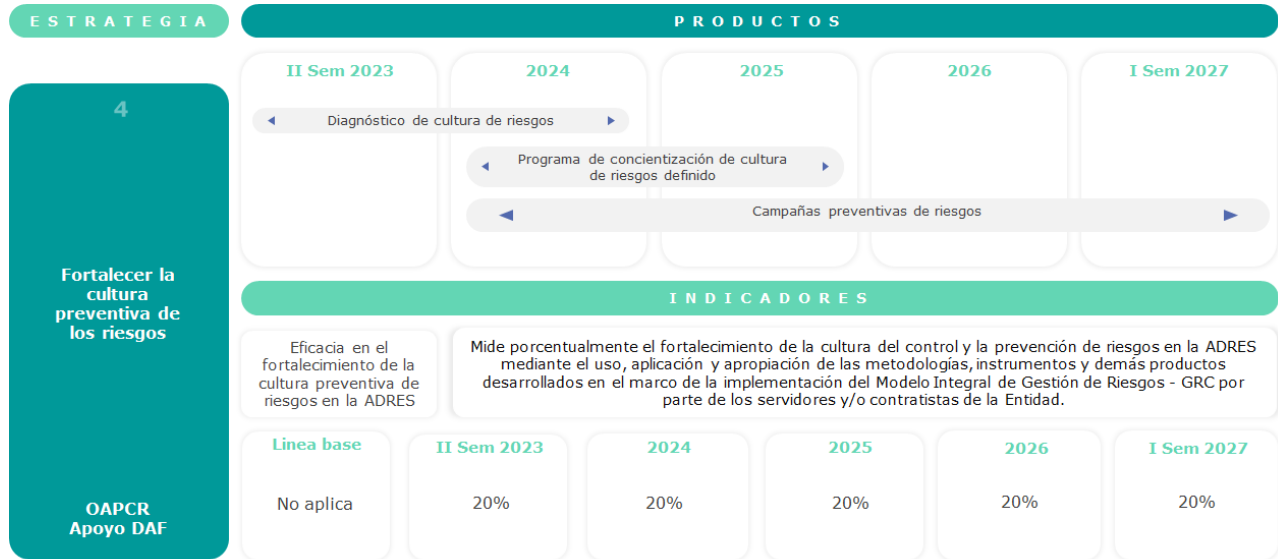 ESTRATEGIA
PRODUCTOS
II Sem 2023
2024
2025
2026
I Sem 2027
4
Diagnóstico de cultura de riesgos
Programa de concientización de cultura
de riesgos definido
Campañas preventivas de riesgos
Fortalecer la
cultura
preventiva de
los riesgos
INDICADORES
Eficacia en el
fortalecimiento de la
cultura preventiva de
riesgos en la ADRES
Mide porcentualmente el fortalecimiento de la cultura del control y la prevención de riesgos en la ADRES
mediante el uso, aplicación y apropiación de las metodologías, instrumentos y demás productos
desarrollados en el marco de la implementación del Modelo Integral de Gestión de Riesgos - GRC por
parte de los servidores y/o contratistas de la Entidad.
Linea base
II Sem 2023
2024
2025
2026
I Sem 2027
No aplica
20%
20%
20%
20%
20%
OAPCR
Apoyo DAF